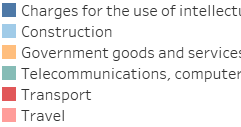 Charges for the use of intellectu
Construction
Government goods and services
Telecommunications, computer
Transport
Travel